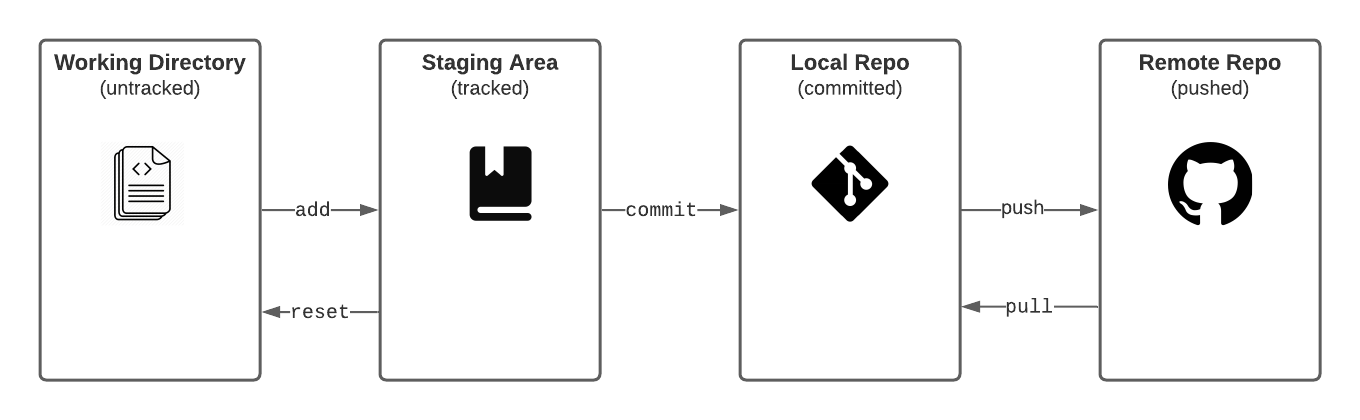 Working Directory
(untracked)
Staging Area
(tracked)
Local Repo
(committed)
Remote Repo
(pushed)
add
commit
push
reset
pull